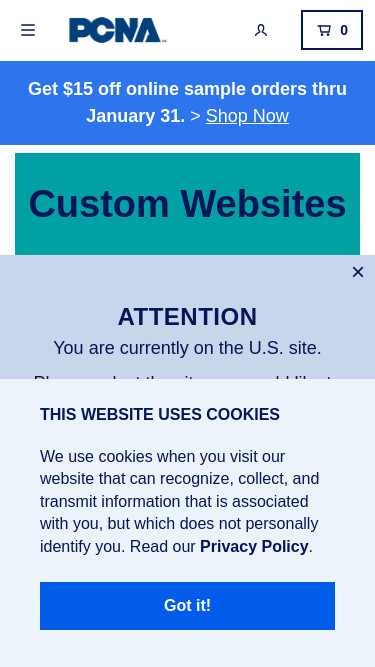 PCNA
0
Get $15 off online sample orders thru
January 31. > Shop Now
Custom Websites
ATTENTION
You are currently on the U.S. site.
THIS WEBSITE USES COOKIES
We use cookies when you visit our
website that can recognize, collect, and
transmit information that is associated
with you, but which does not personally
identify you. Read our Privacy Policy.
Got it!